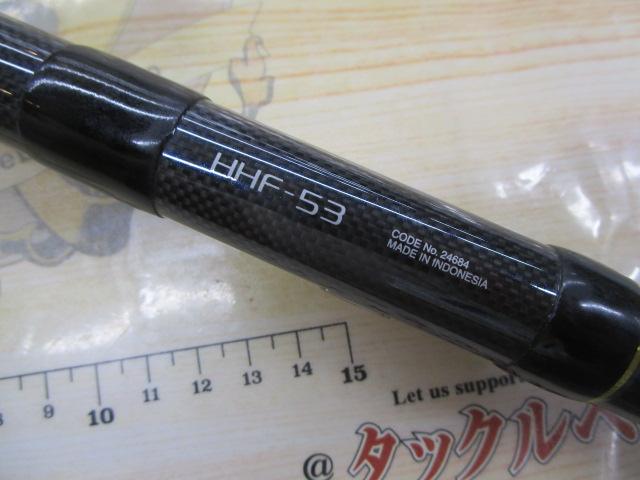 HHF-53
CODE No. 24684
MADE IN INDONESIA
9 10 11 12 13 14 15
Let us suppor
@タックルベ